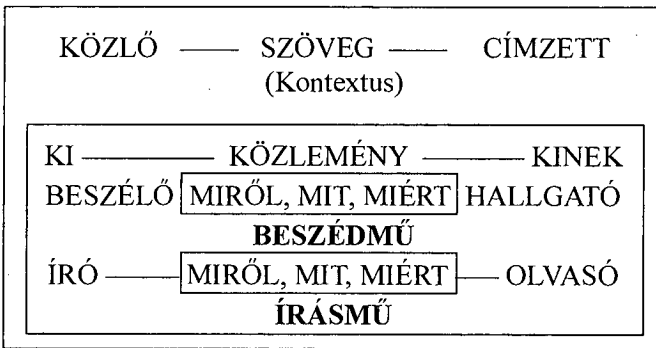 KÖZLŐ — SZÖVEG — CÍMZETT
(Kontextus)
KI — KÖZLEMÉNY — KINEK
BESZÉLŐ MIRŐL, MIT, MIÉRT HALLGATÓ
BESZÉDMŰ
ÍRÓ — MIRŐL, MIT, MIÉRT — OLVASÓ
ÍRÁSMŰ